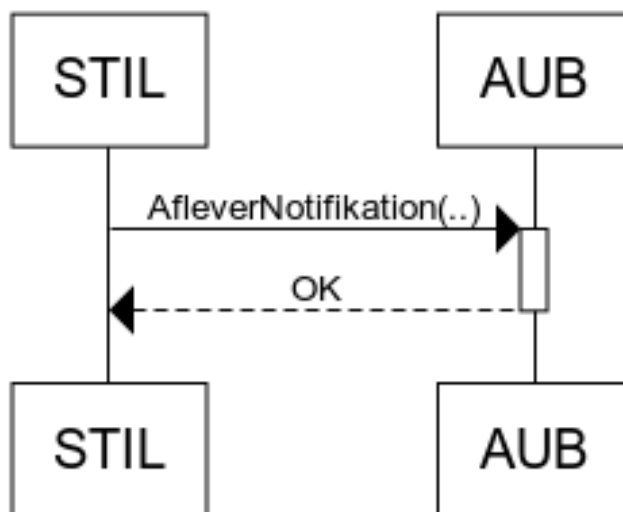 STIL
AUB
AfleverNotifikation(..)
OK
STIL
AUB